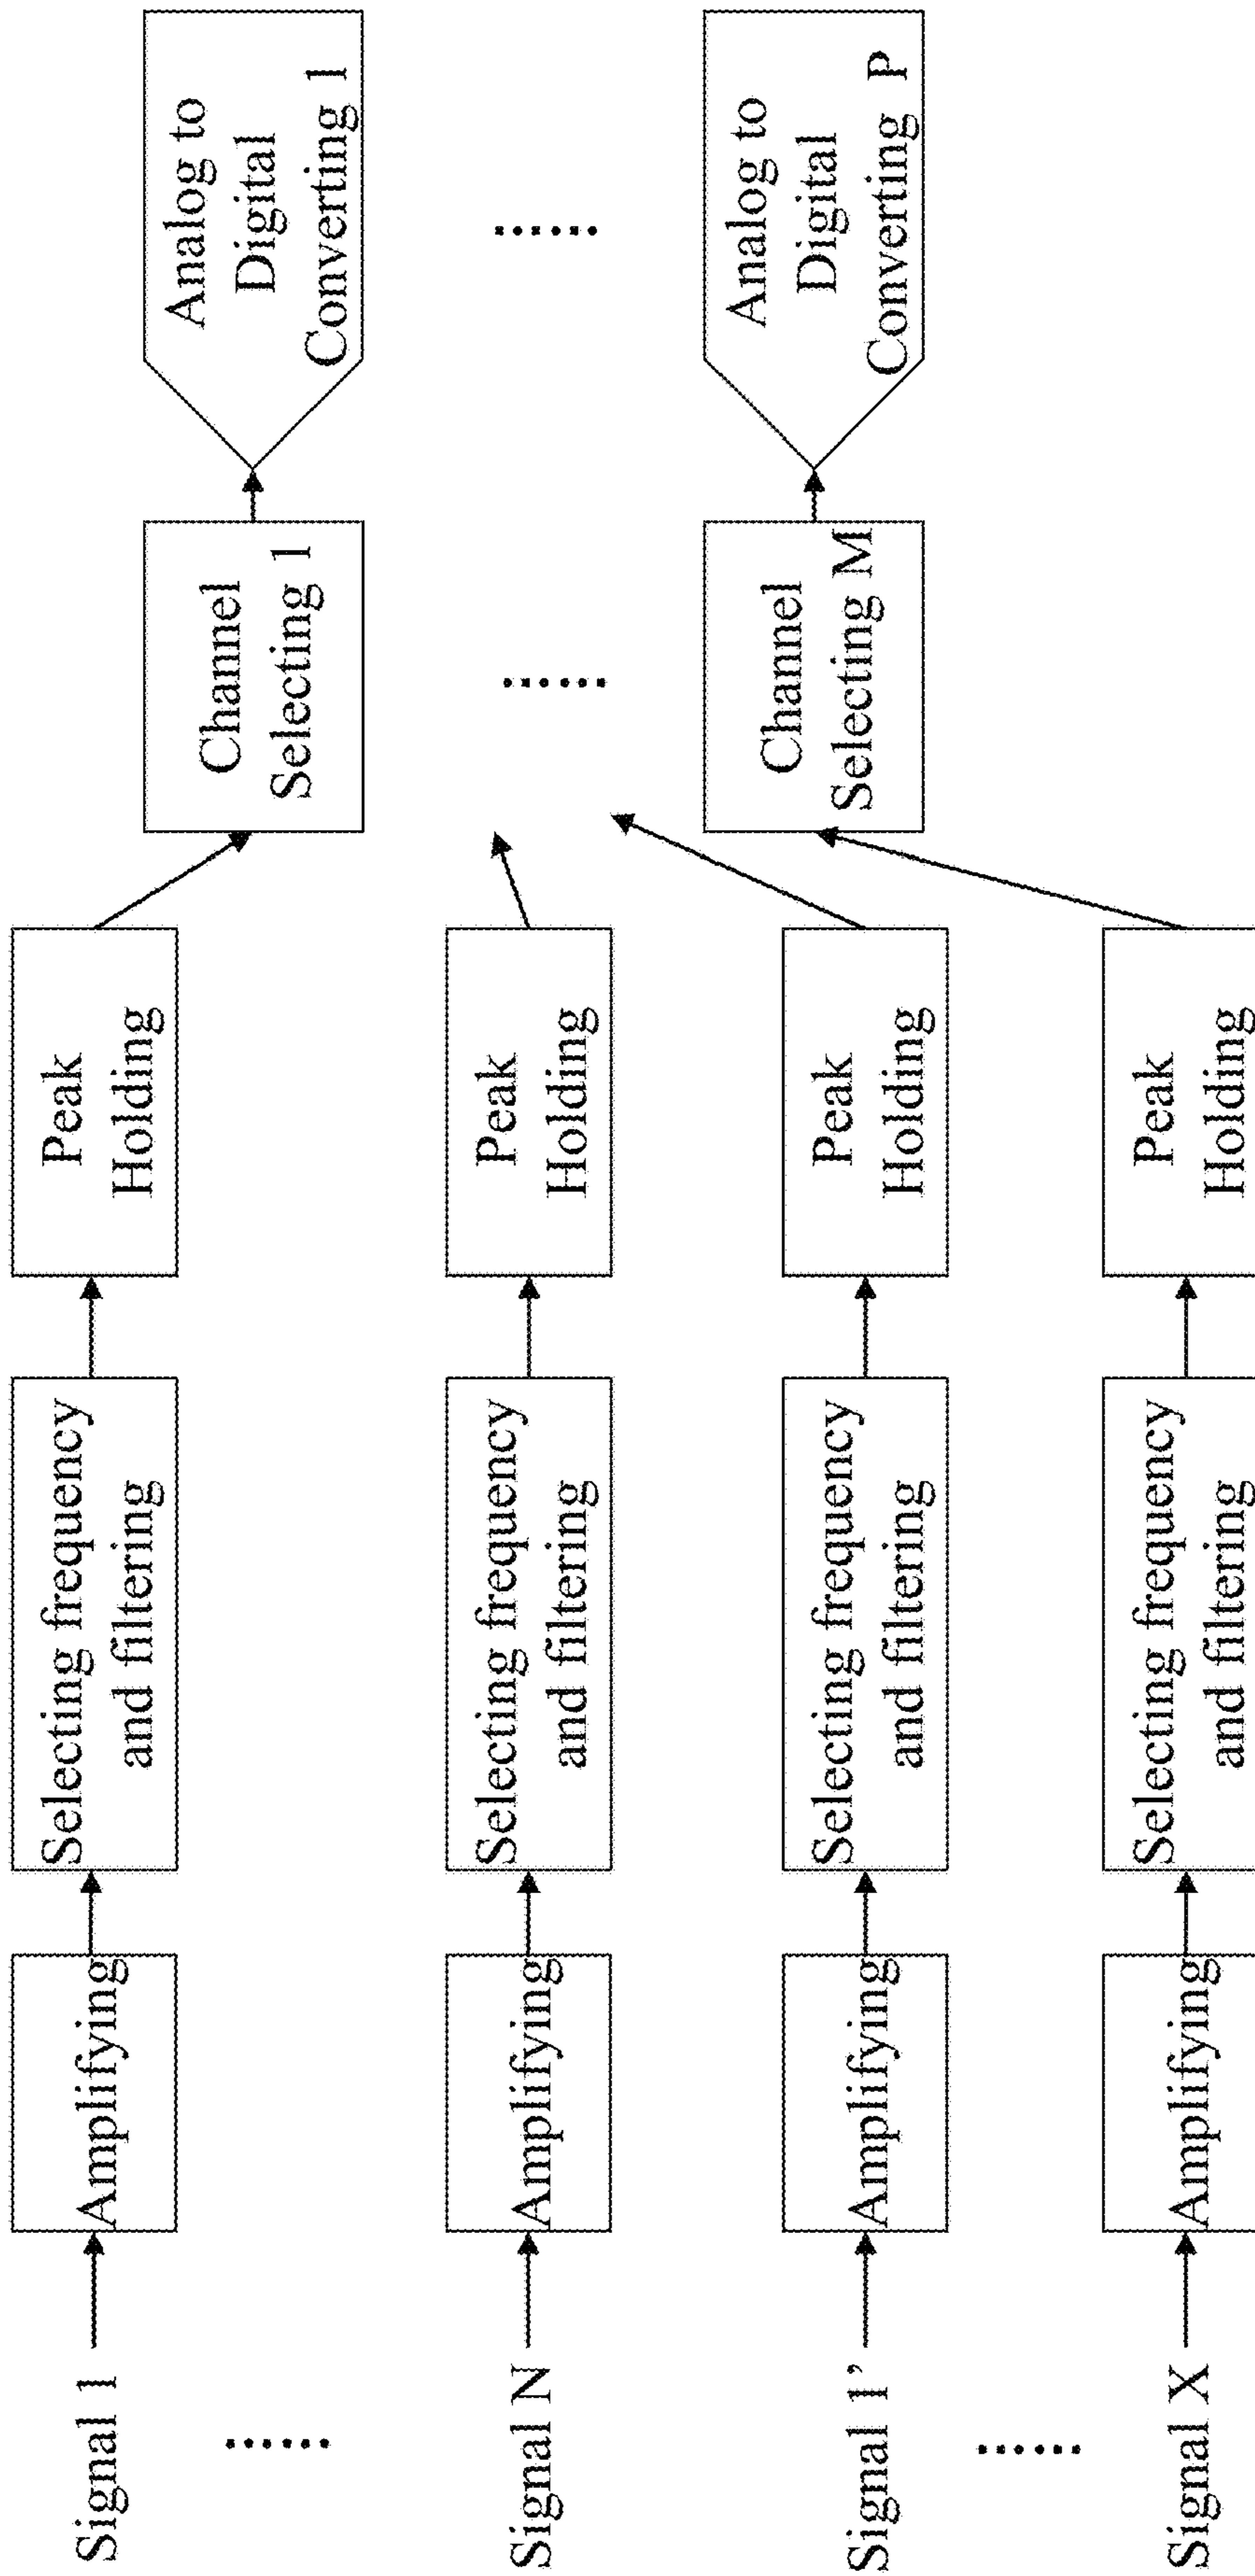 Signal 1
Amplifying
Selecting frequency
and filtering
Peak
Holding
Channel
Selecting 1
Analog to
Digital
Converting 1
......
......
......
Signal N
Amplifying
Selecting frequency
and filtering
Peak
Holding
Signal 1’
Amplifying
Selecting frequency
and filtering
Peak
Holding
Channel
Selecting M
Analog to
Digital
Converting P
......
Signal X
Amplifying
Selecting frequency
and filtering
Peak
Holding